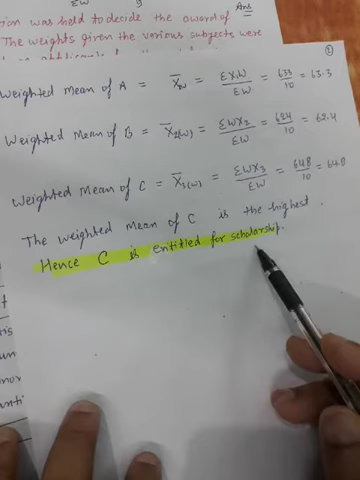 ΣW
9
Ans
tion was held to decide the award of
The weights given the various subjects were
②
Weighted Mean of A = X̄w = ΣX1W / ΣW = 633 / 10 = 63.3
Weighted Mean of B = X̄2(w) = ΣWX2 / ΣW = 624 / 10 = 62.4
Weighted Mean of C = X̄3(w) = ΣWX3 / ΣW = 648 / 10 = 64.8
The weighted mean of C is the highest.
Hence C is entitled for scholarship.